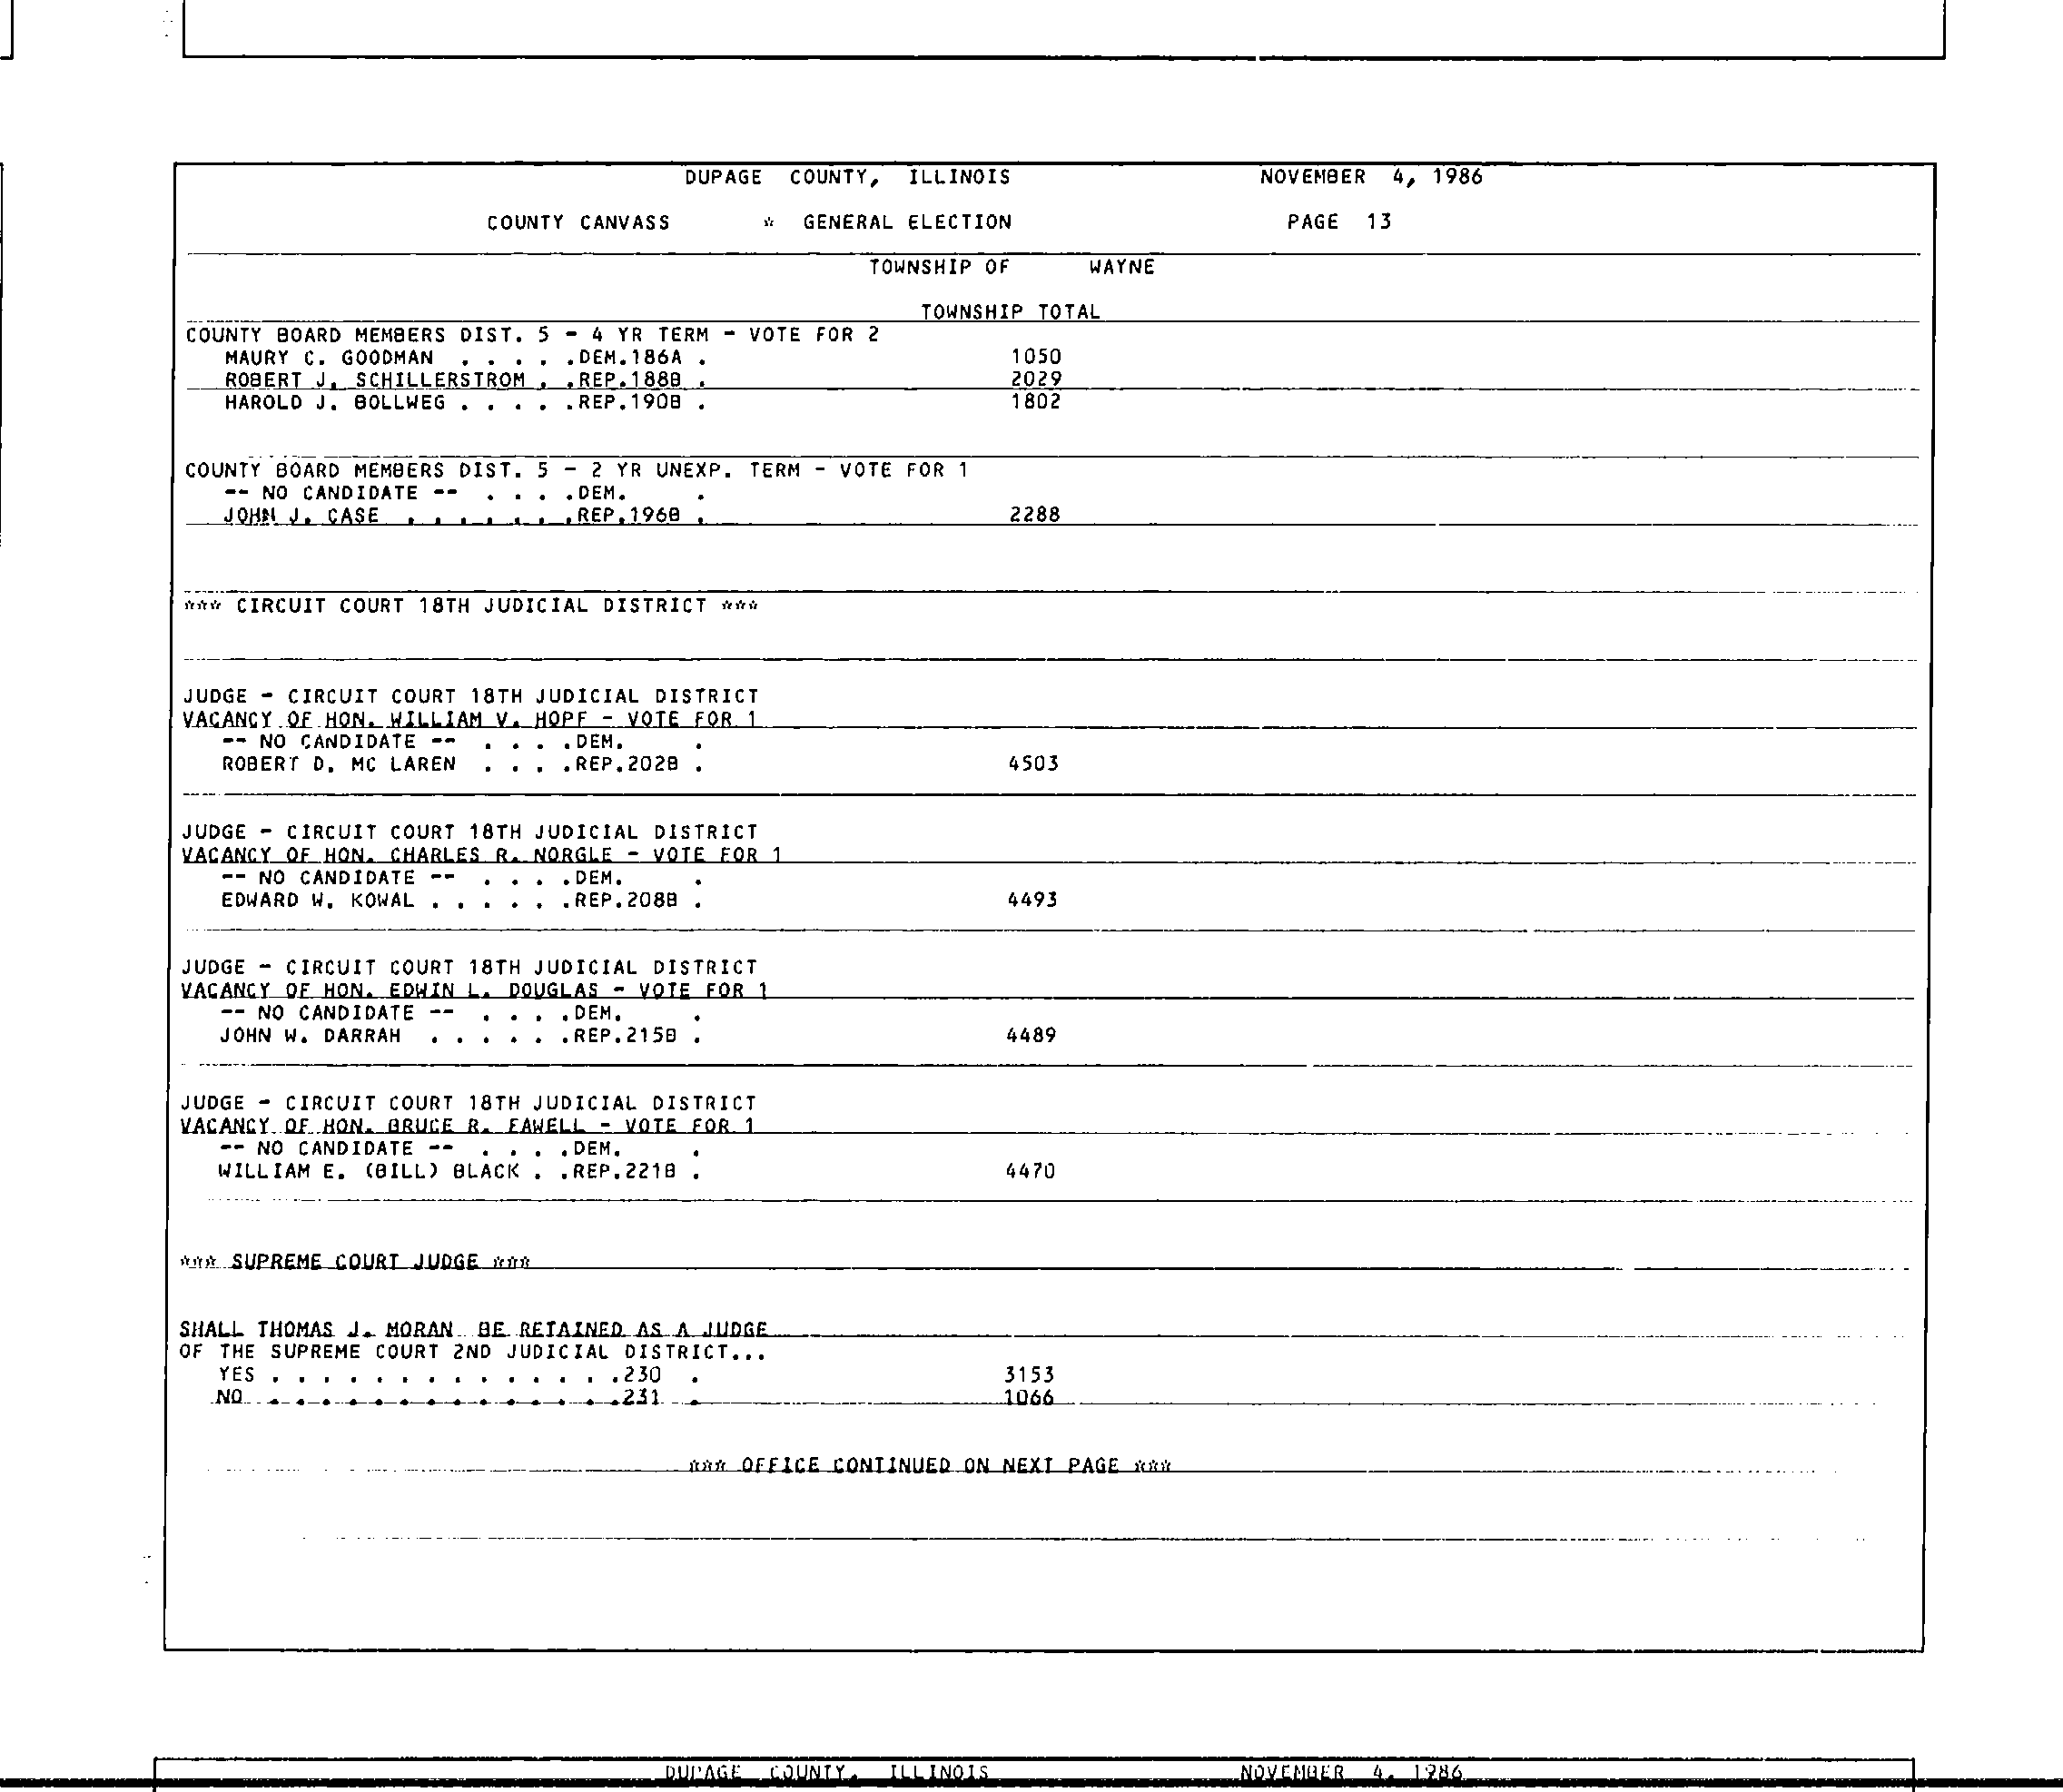 DUPAGE COUNTY, ILLINOIS NOVEMBER 4, 1986
COUNTY CANVASS * GENERAL ELECTION PAGE 13
TOWNSHIP OF WAYNE
TOWNSHIP TOTAL
COUNTY BOARD MEMBERS DIST. 5 - 4 YR TERM - VOTE FOR 2
MAURY C. GOODMAN . . . . .DEM.186A . 1050
ROBERT J. SCHILLERSTROM . .REP.188B . 2029
HAROLD J. BOLLWEG . . . . .REP.190B . 1802
COUNTY BOARD MEMBERS DIST. 5 - 2 YR UNEXP. TERM - VOTE FOR 1
-- NO CANDIDATE -- . . . .DEM. .
JOHN J. CASE . . . . . . .REP.196B . 2288
*** CIRCUIT COURT 18TH JUDICIAL DISTRICT ***
JUDGE - CIRCUIT COURT 18TH JUDICIAL DISTRICT
VACANCY OF HON. WILLIAM V. HOPF - VOTE FOR 1
-- NO CANDIDATE -- . . . .DEM. .
ROBERT D. MC LAREN . . . .REP.202B . 4503
JUDGE - CIRCUIT COURT 18TH JUDICIAL DISTRICT
VACANCY OF HON. CHARLES R. NORGLE - VOTE FOR 1
-- NO CANDIDATE -- . . . .DEM. .
EDWARD W. KOWAL . . . . . .REP.208B . 4493
JUDGE - CIRCUIT COURT 18TH JUDICIAL DISTRICT
VACANCY OF HON. EDWIN L. DOUGLAS - VOTE FOR 1
-- NO CANDIDATE -- . . . .DEM. .
JOHN W. DARRAH . . . . . .REP.215B . 4489
JUDGE - CIRCUIT COURT 18TH JUDICIAL DISTRICT
VACANCY OF HON. BRUCE R. FAWELL - VOTE FOR 1
-- NO CANDIDATE -- . . . .DEM. .
WILLIAM E. (BILL) BLACK . .REP.221B . 4470
*** SUPREME COURT JUDGE ***
SHALL THOMAS J. MORAN BE RETAINED AS A JUDGE
OF THE SUPREME COURT 2ND JUDICIAL DISTRICT...
YES . . . . . . . . . . . . . .230 . 3153
NO . . . . . . . . . . . . . .231 . 1066
*** OFFICE CONTINUED ON NEXT PAGE ***
DUPAGE COUNTY, ILLINOIS NOVEMBER 4, 1986